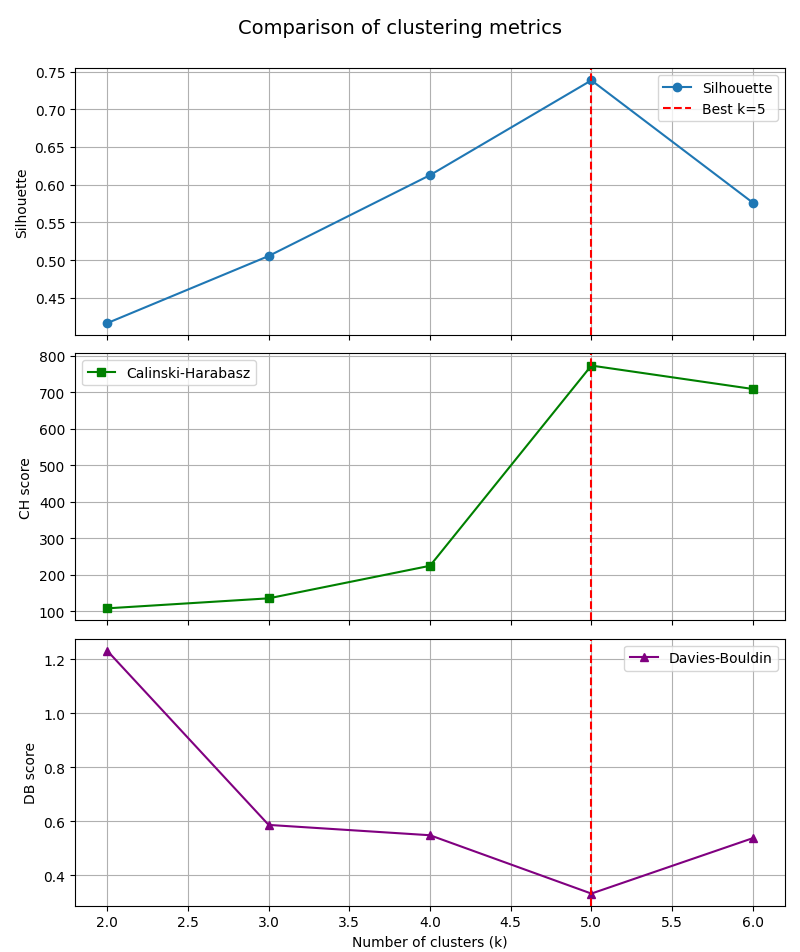 Comparison of clustering metrics
0.75
0.70
0.65
0.60
0.55
0.50
0.45
Silhouette
Silhouette
Best k=5
800
700
600
500
400
300
200
100
CH score
Calinski-Harabasz
1.2
1.0
0.8
0.6
0.4
DB score
Davies-Bouldin
2.0 2.5 3.0 3.5 4.0 4.5 5.0 5.5 6.0
Number of clusters (k)